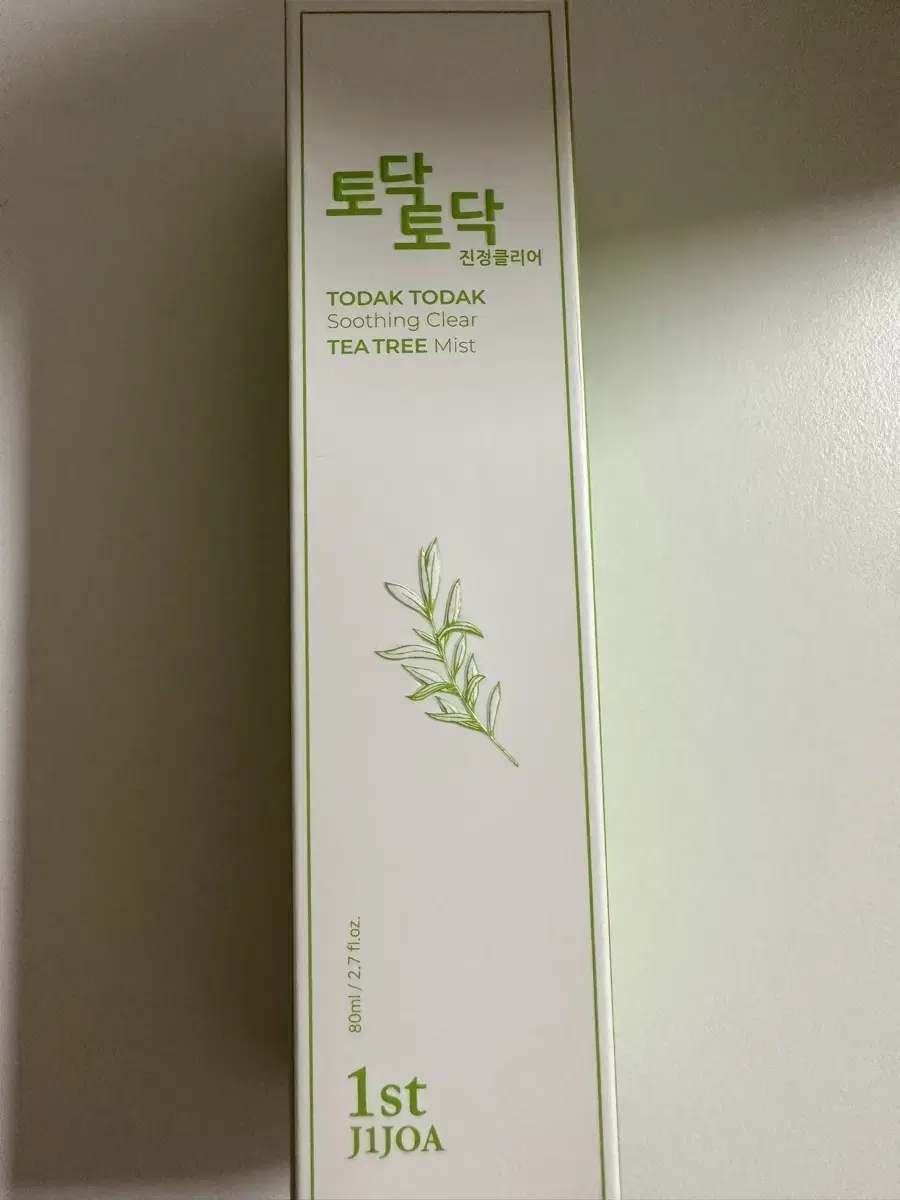 토닥
토닥
진정클리어
TODAK TODAK
Soothing Clear
TEA TREE Mist
80ml / 2.7 fl.oz.
1st
J1JOA